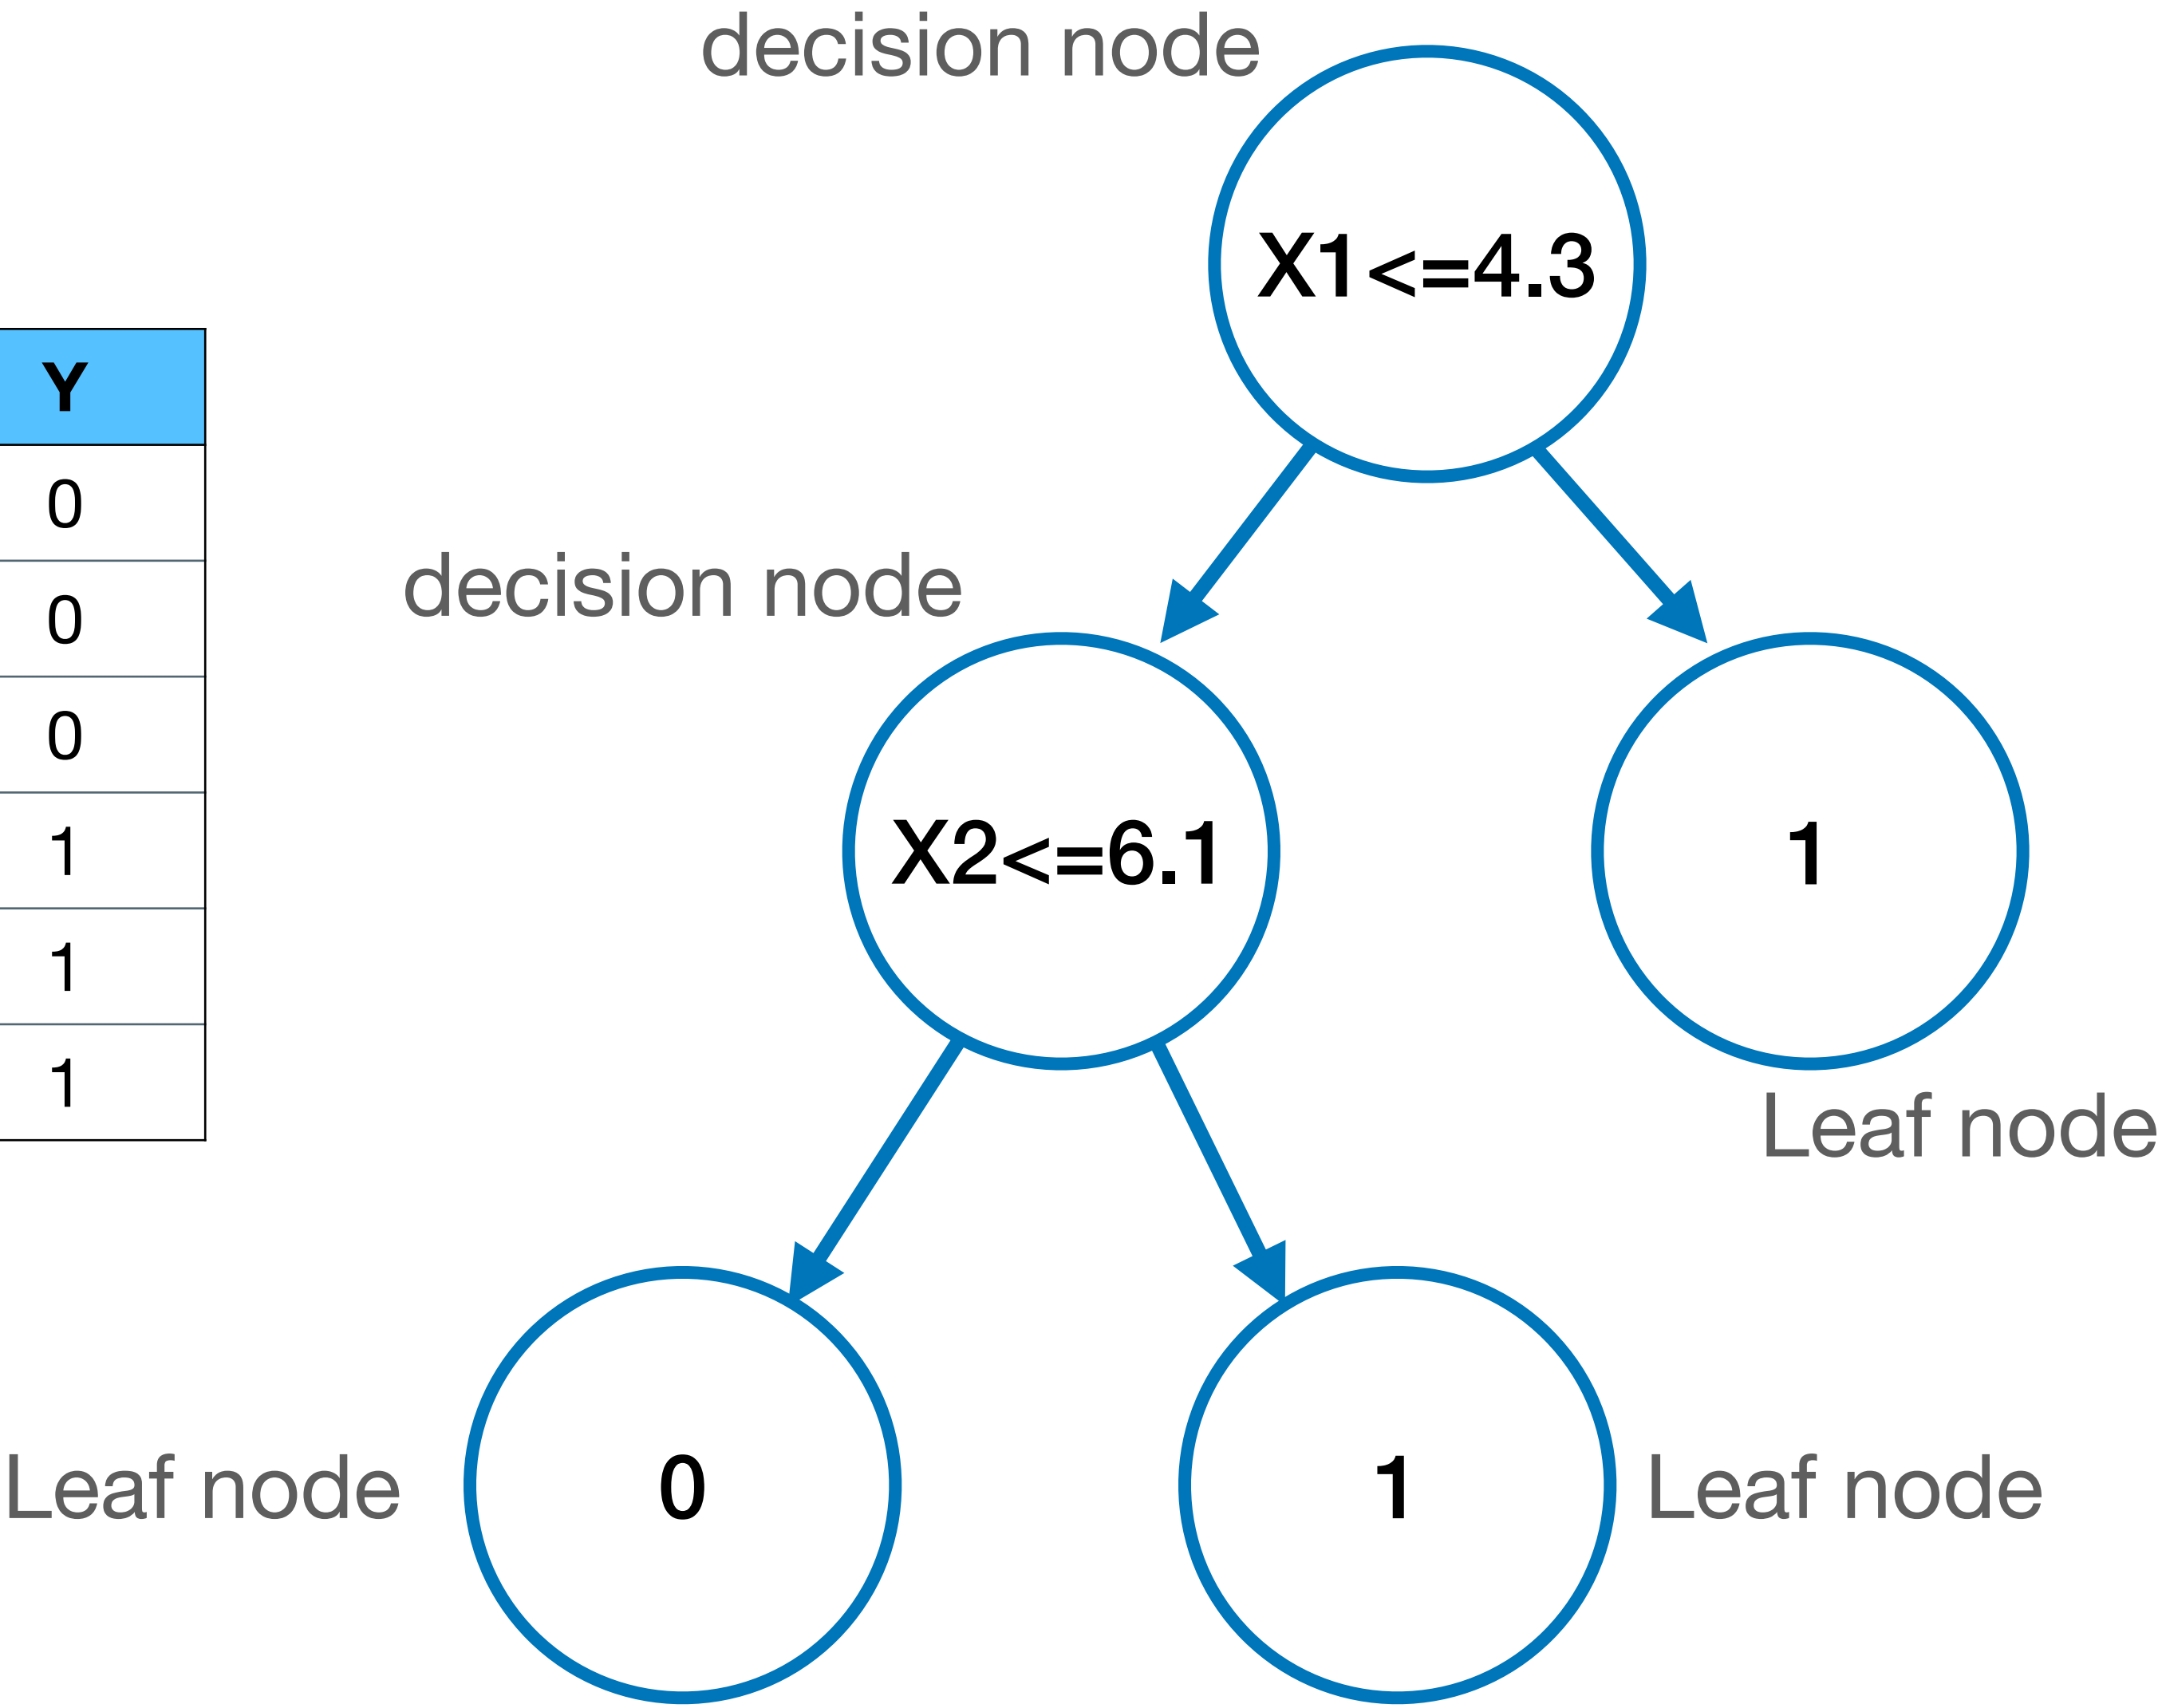 decision node
X1<=4.3
Y
0
0
0
1
1
1
decision node
X2<=6.1
1
Leaf node
Leaf node
0
1
Leaf node